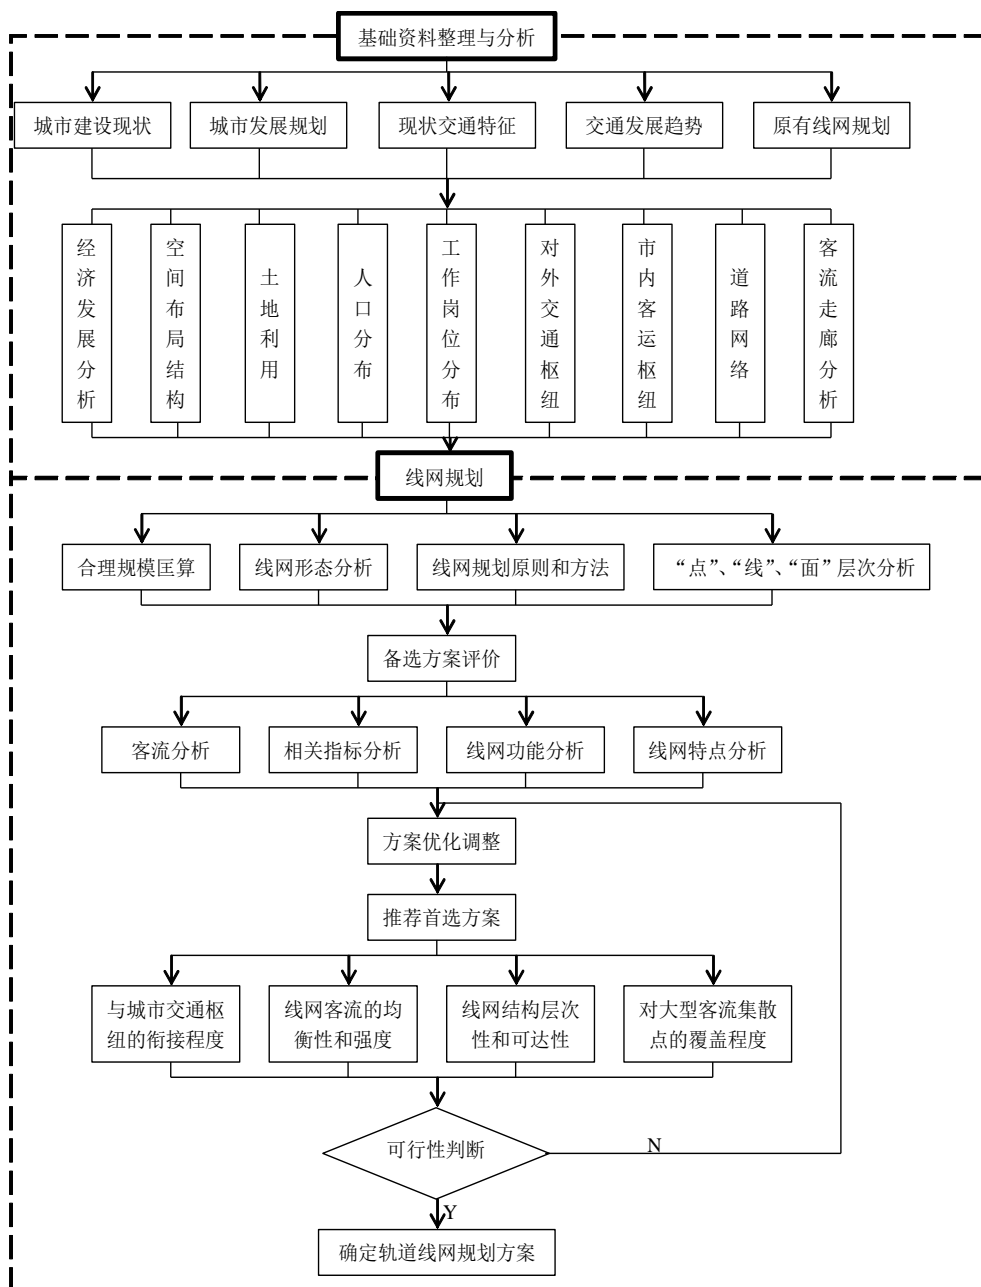 基础资料整理与分析
城市建设现状
城市发展规划
现状交通特征
交通发展趋势
原有线网规划
经济发展分析
空间布局结构
土地利用
人口分布
工作岗位分布
对外交通枢纽
市内客运枢纽
道路网络
客流走廊分析
线网规划
合理规模匡算
线网形态分析
线网规划原则和方法
“点”、“线”、“面”层次分析
备选方案评价
客流分析
相关指标分析
线网功能分析
线网特点分析
方案优化调整
推荐首选方案
与城市交通枢
纽的衔接程度
线网客流的均
衡性和强度
线网结构层次
性和可达性
对大型客流集散
点的覆盖程度
可行性判断
N
Y
确定轨道线网规划方案